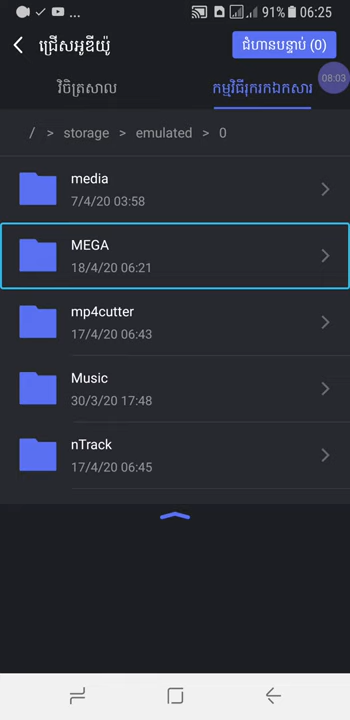 ... 91% 06:25
ជ្រើសអូឌីយ៉ូ
ជំហានបន្ទាប់ (0)
08:03
វិចិត្រសាល
កម្មវិធីរុករកឯកសារ
/ > storage > emulated > 0
media
7/4/20 03:58
MEGA
18/4/20 06:21
mp4cutter
17/4/20 06:43
Music
30/3/20 17:48
nTrack
17/4/20 06:45